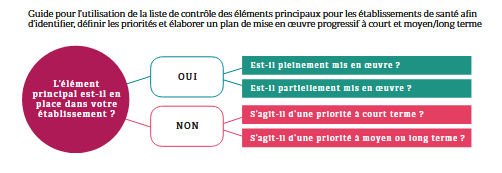 Guide pour l'utilisation de la liste de contrôle des éléments principaux pour les établissements de santé afin
d'identifier, définir les priorités et élaborer un plan de mise en œuvre progressif à court et moyen/long terme
L'élément
principal est-il en
place dans votre
établissement ?
OUI
Est-il pleinement mis en œuvre ?
Est-il partiellement mis en œuvre ?
NON
S'agit-il d'une priorité à court terme ?
S'agit-il d'une priorité à moyen ou long terme ?